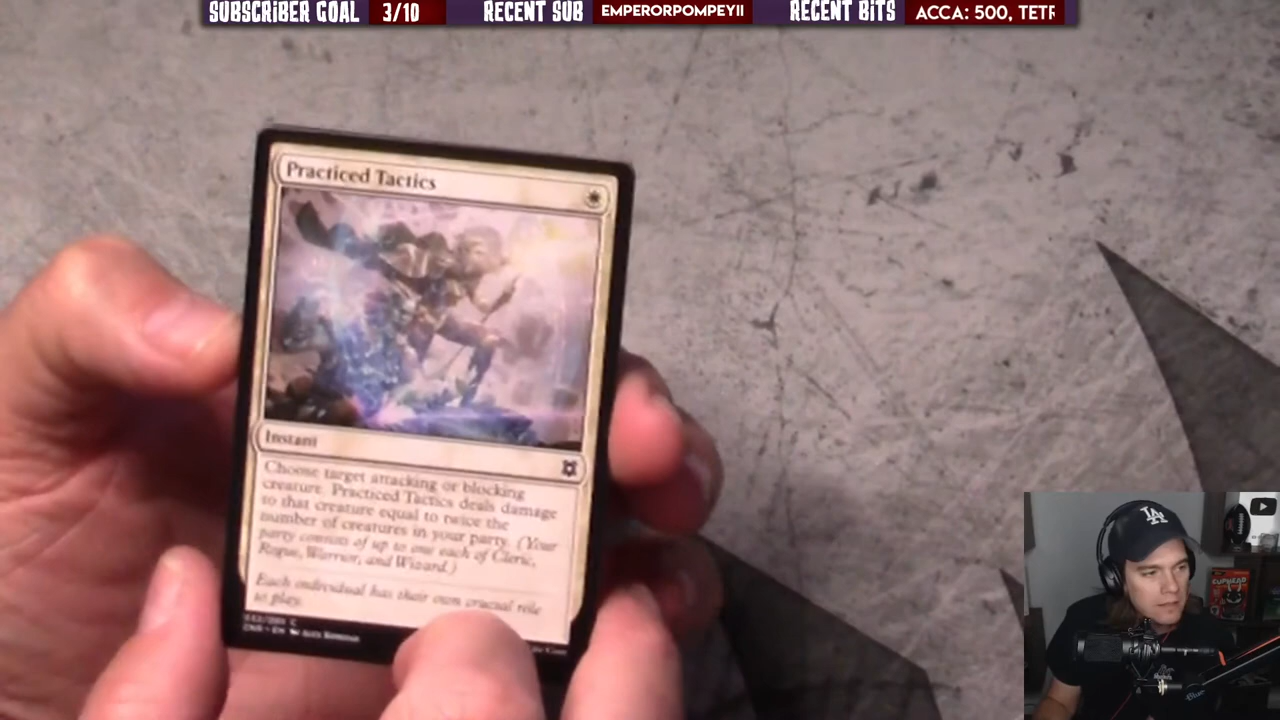 SUBSCRIBER GOAL 3/10 RECENT SUB EMPERORPOMPEYII RECENT BITS ACCA: 500, TETF
Practiced Tactics
Instant
Choose target attacking or blocking
creature. Practiced Tactics deals damage
to that creature equal to twice the
number of creatures in your party. (Your
party consists of up to one each of Cleric,
Rogue, Warrior, and Wizard.)
Each individual has their own crucial role
to play.
LA
CUPHEAD
Blue